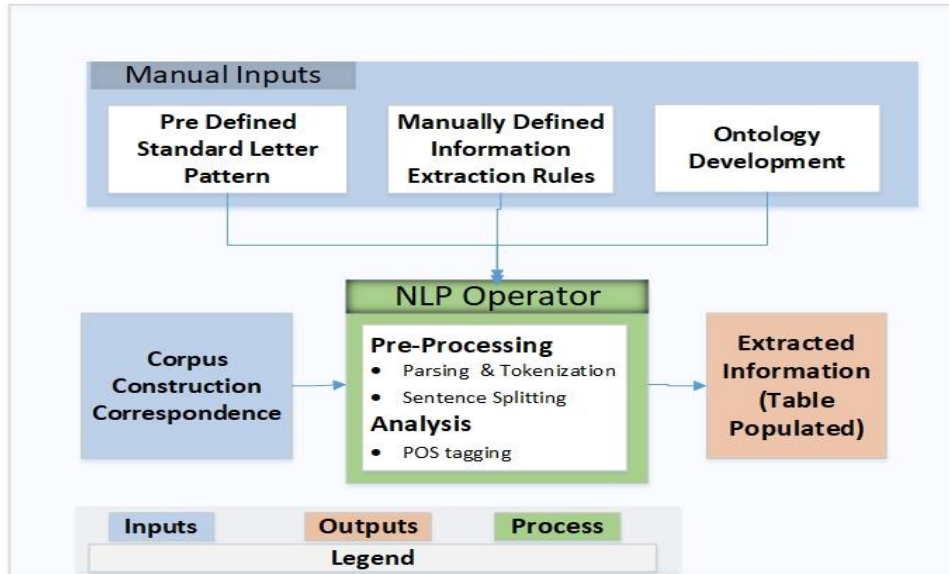 Manual Inputs
Pre Defined
Standard Letter
Pattern
Manually Defined
Information
Extraction Rules
Ontology
Development
NLP Operator
Corpus
Construction
Correspondence
Pre-Processing
• Parsing & Tokenization
• Sentence Splitting
Analysis
• POS tagging
Extracted
Information
(Table
Populated)
Inputs
Outputs
Process
Legend